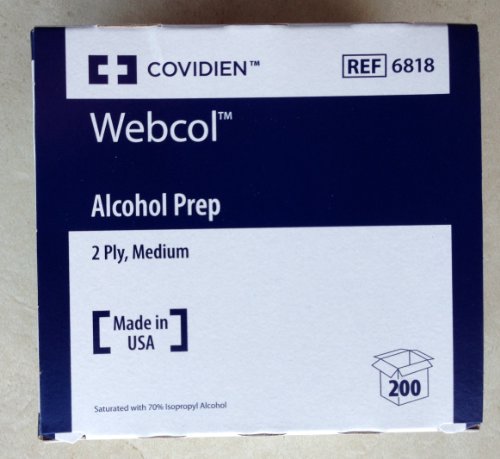 COVIDIEN™ REF 6818
Webcol™
Alcohol Prep
2 Ply, Medium
Made in
USA
200
Saturated with 70% Isopropyl Alcohol